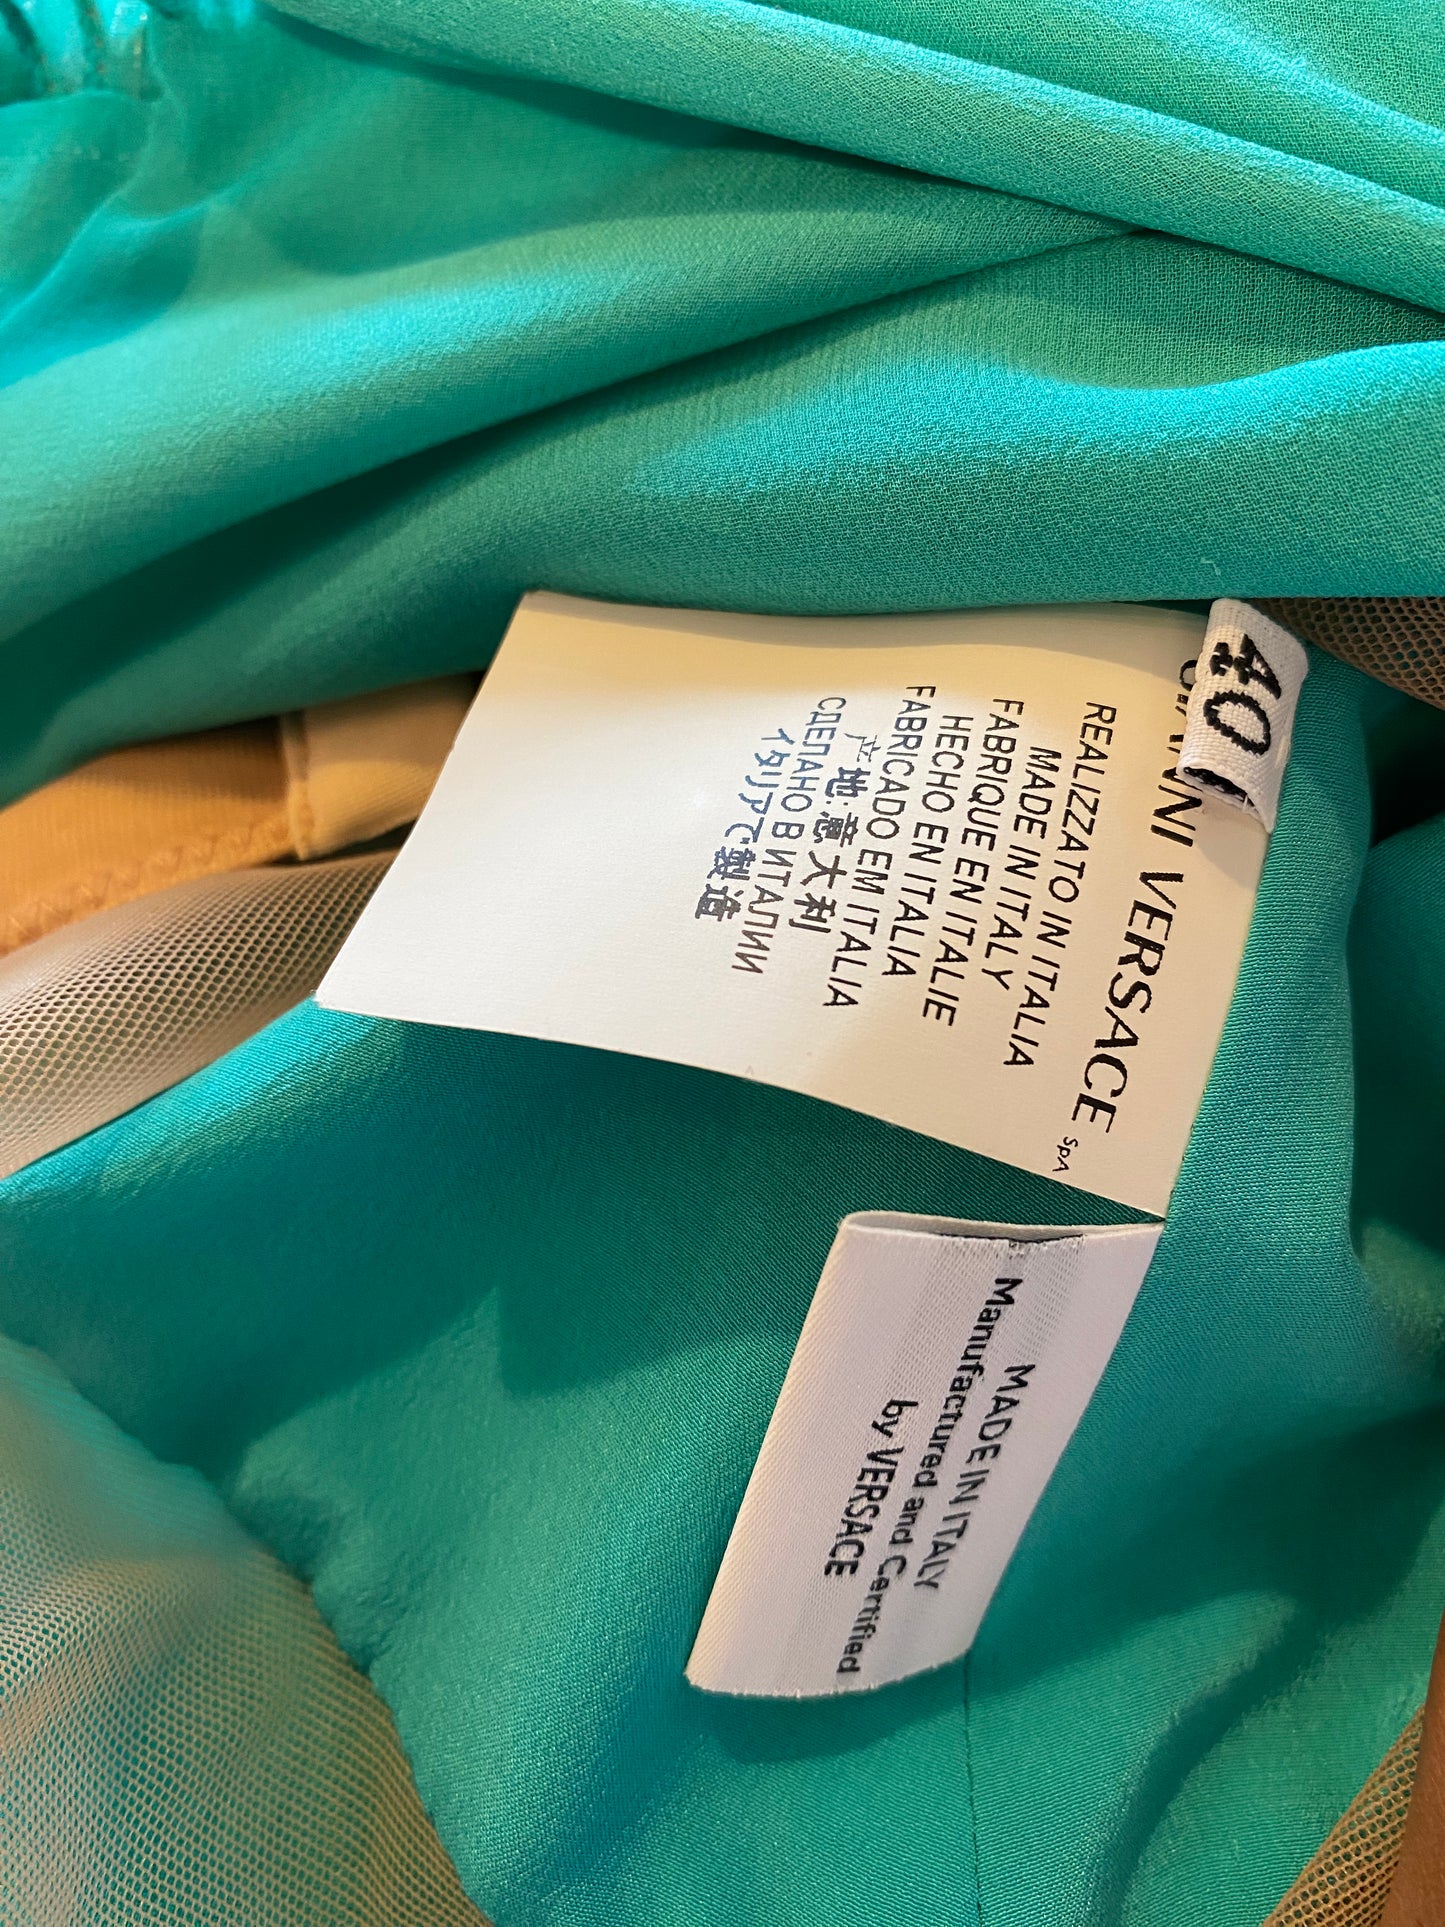 40
GIANNI VERSACE SpA
REALIZZATO IN ITALIA
MADE IN ITALY
FABRIQUE EN ITALIE
HECHO EN ITALIA
FABRICADO EM ITALIA
产地:意大利
СДЕЛАНО В ИТАЛИИ
イタリアで製造
MADE IN ITALY
Manufactured and Certified
by VERSACE